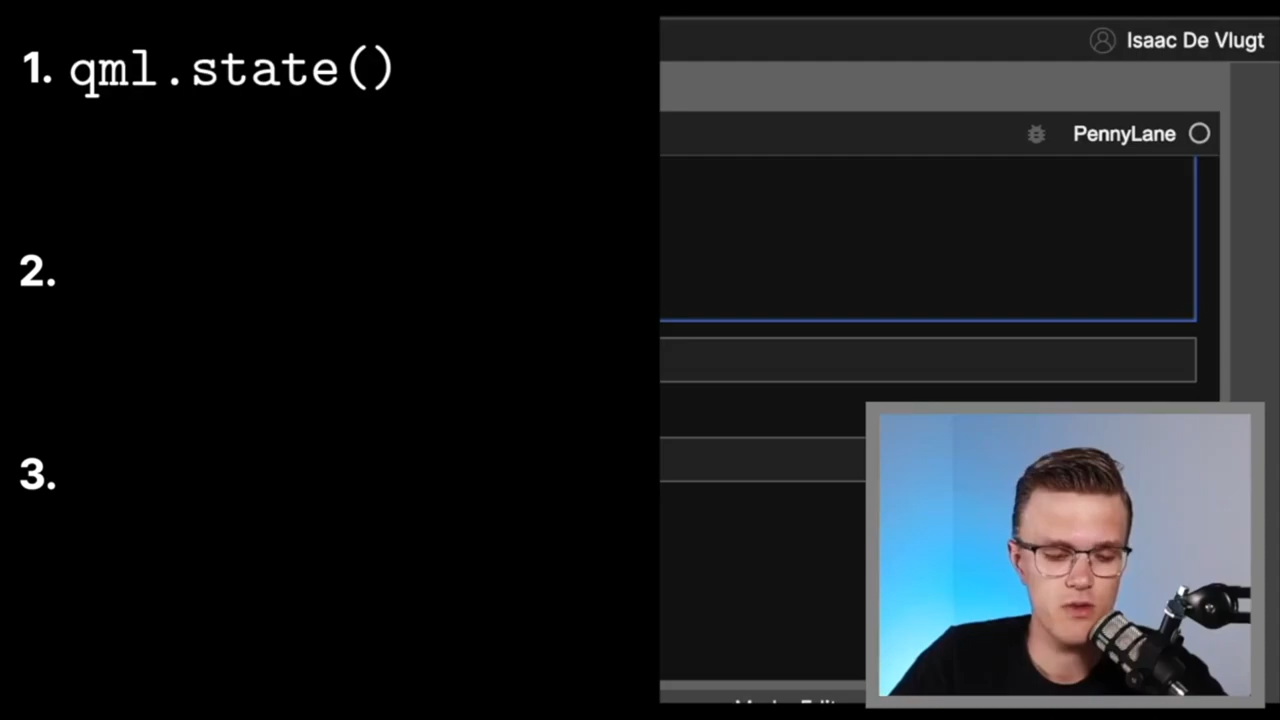 1. qml.state()
2.
3.
Isaac De Vlugt
PennyLane